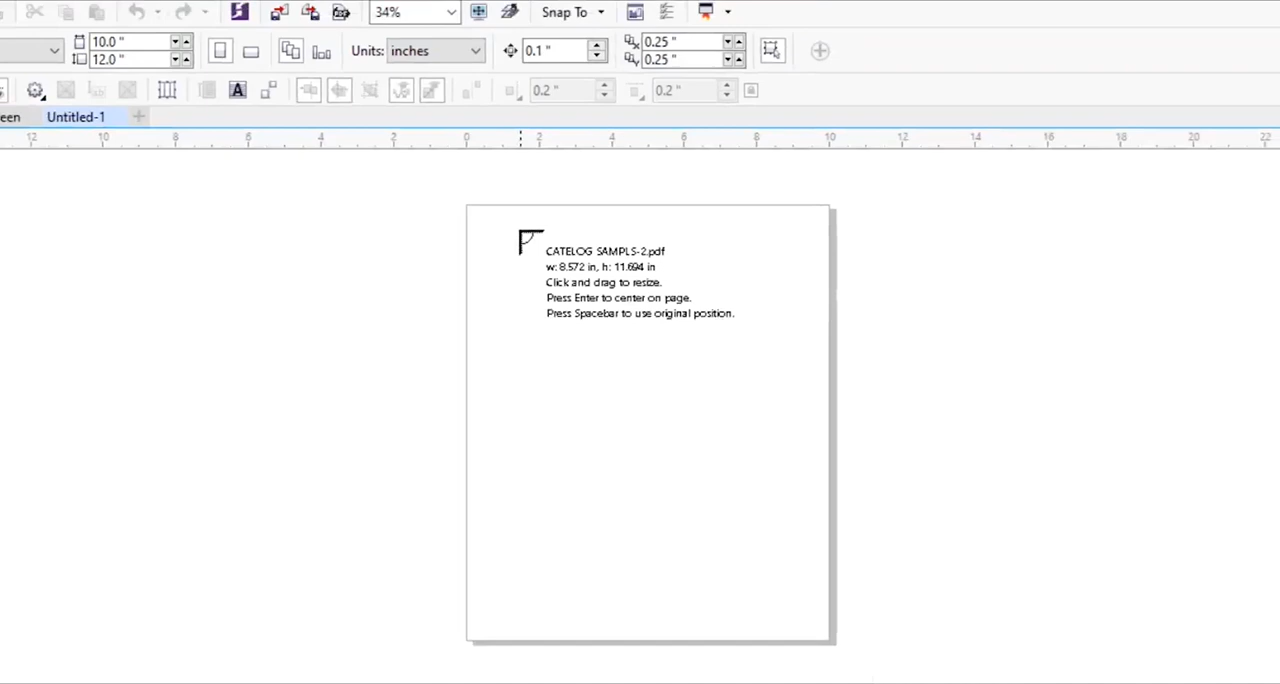 34%
Snap To
10.0 "
12.0 "
Units: inches
0.1 "
0.25 "
0.25 "
A
0.2 "
0.2 "
een
Untitled-1
12 10 8 6 4 2 0 2 4 6 8 10 12 14 16 18 20 22
CATELOG SAMPLS-2.pdf
w: 8.572 in, h: 11.694 in
Click and drag to resize.
Press Enter to center on page.
Press Spacebar to use original position.